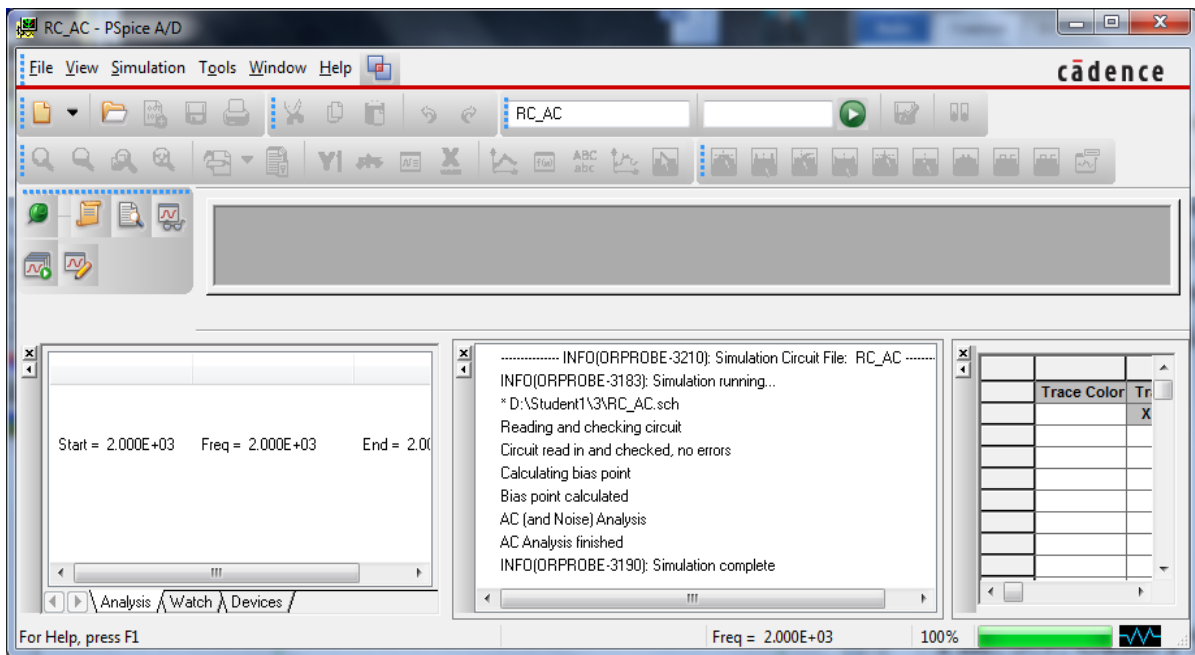 RC_AC - PSpice A/D
File View Simulation Tools Window Help
cādence
RC_AC
Trace Color Tr
X
Start = 2.000E+03 Freq = 2.000E+03 End = 2.00
--------------- INFO(ORPROBE-3210): Simulation Circuit File: RC_AC --------
INFO(ORPROBE-3183): Simulation running...
* D:\Student1\3\RC_AC.sch
Reading and checking circuit
Circuit read in and checked, no errors
Calculating bias point
Bias point calculated
AC (and Noise) Analysis
AC Analysis finished
INFO(ORPROBE-3190): Simulation complete
Analysis Watch Devices
For Help, press F1
Freq = 2.000E+03 100%